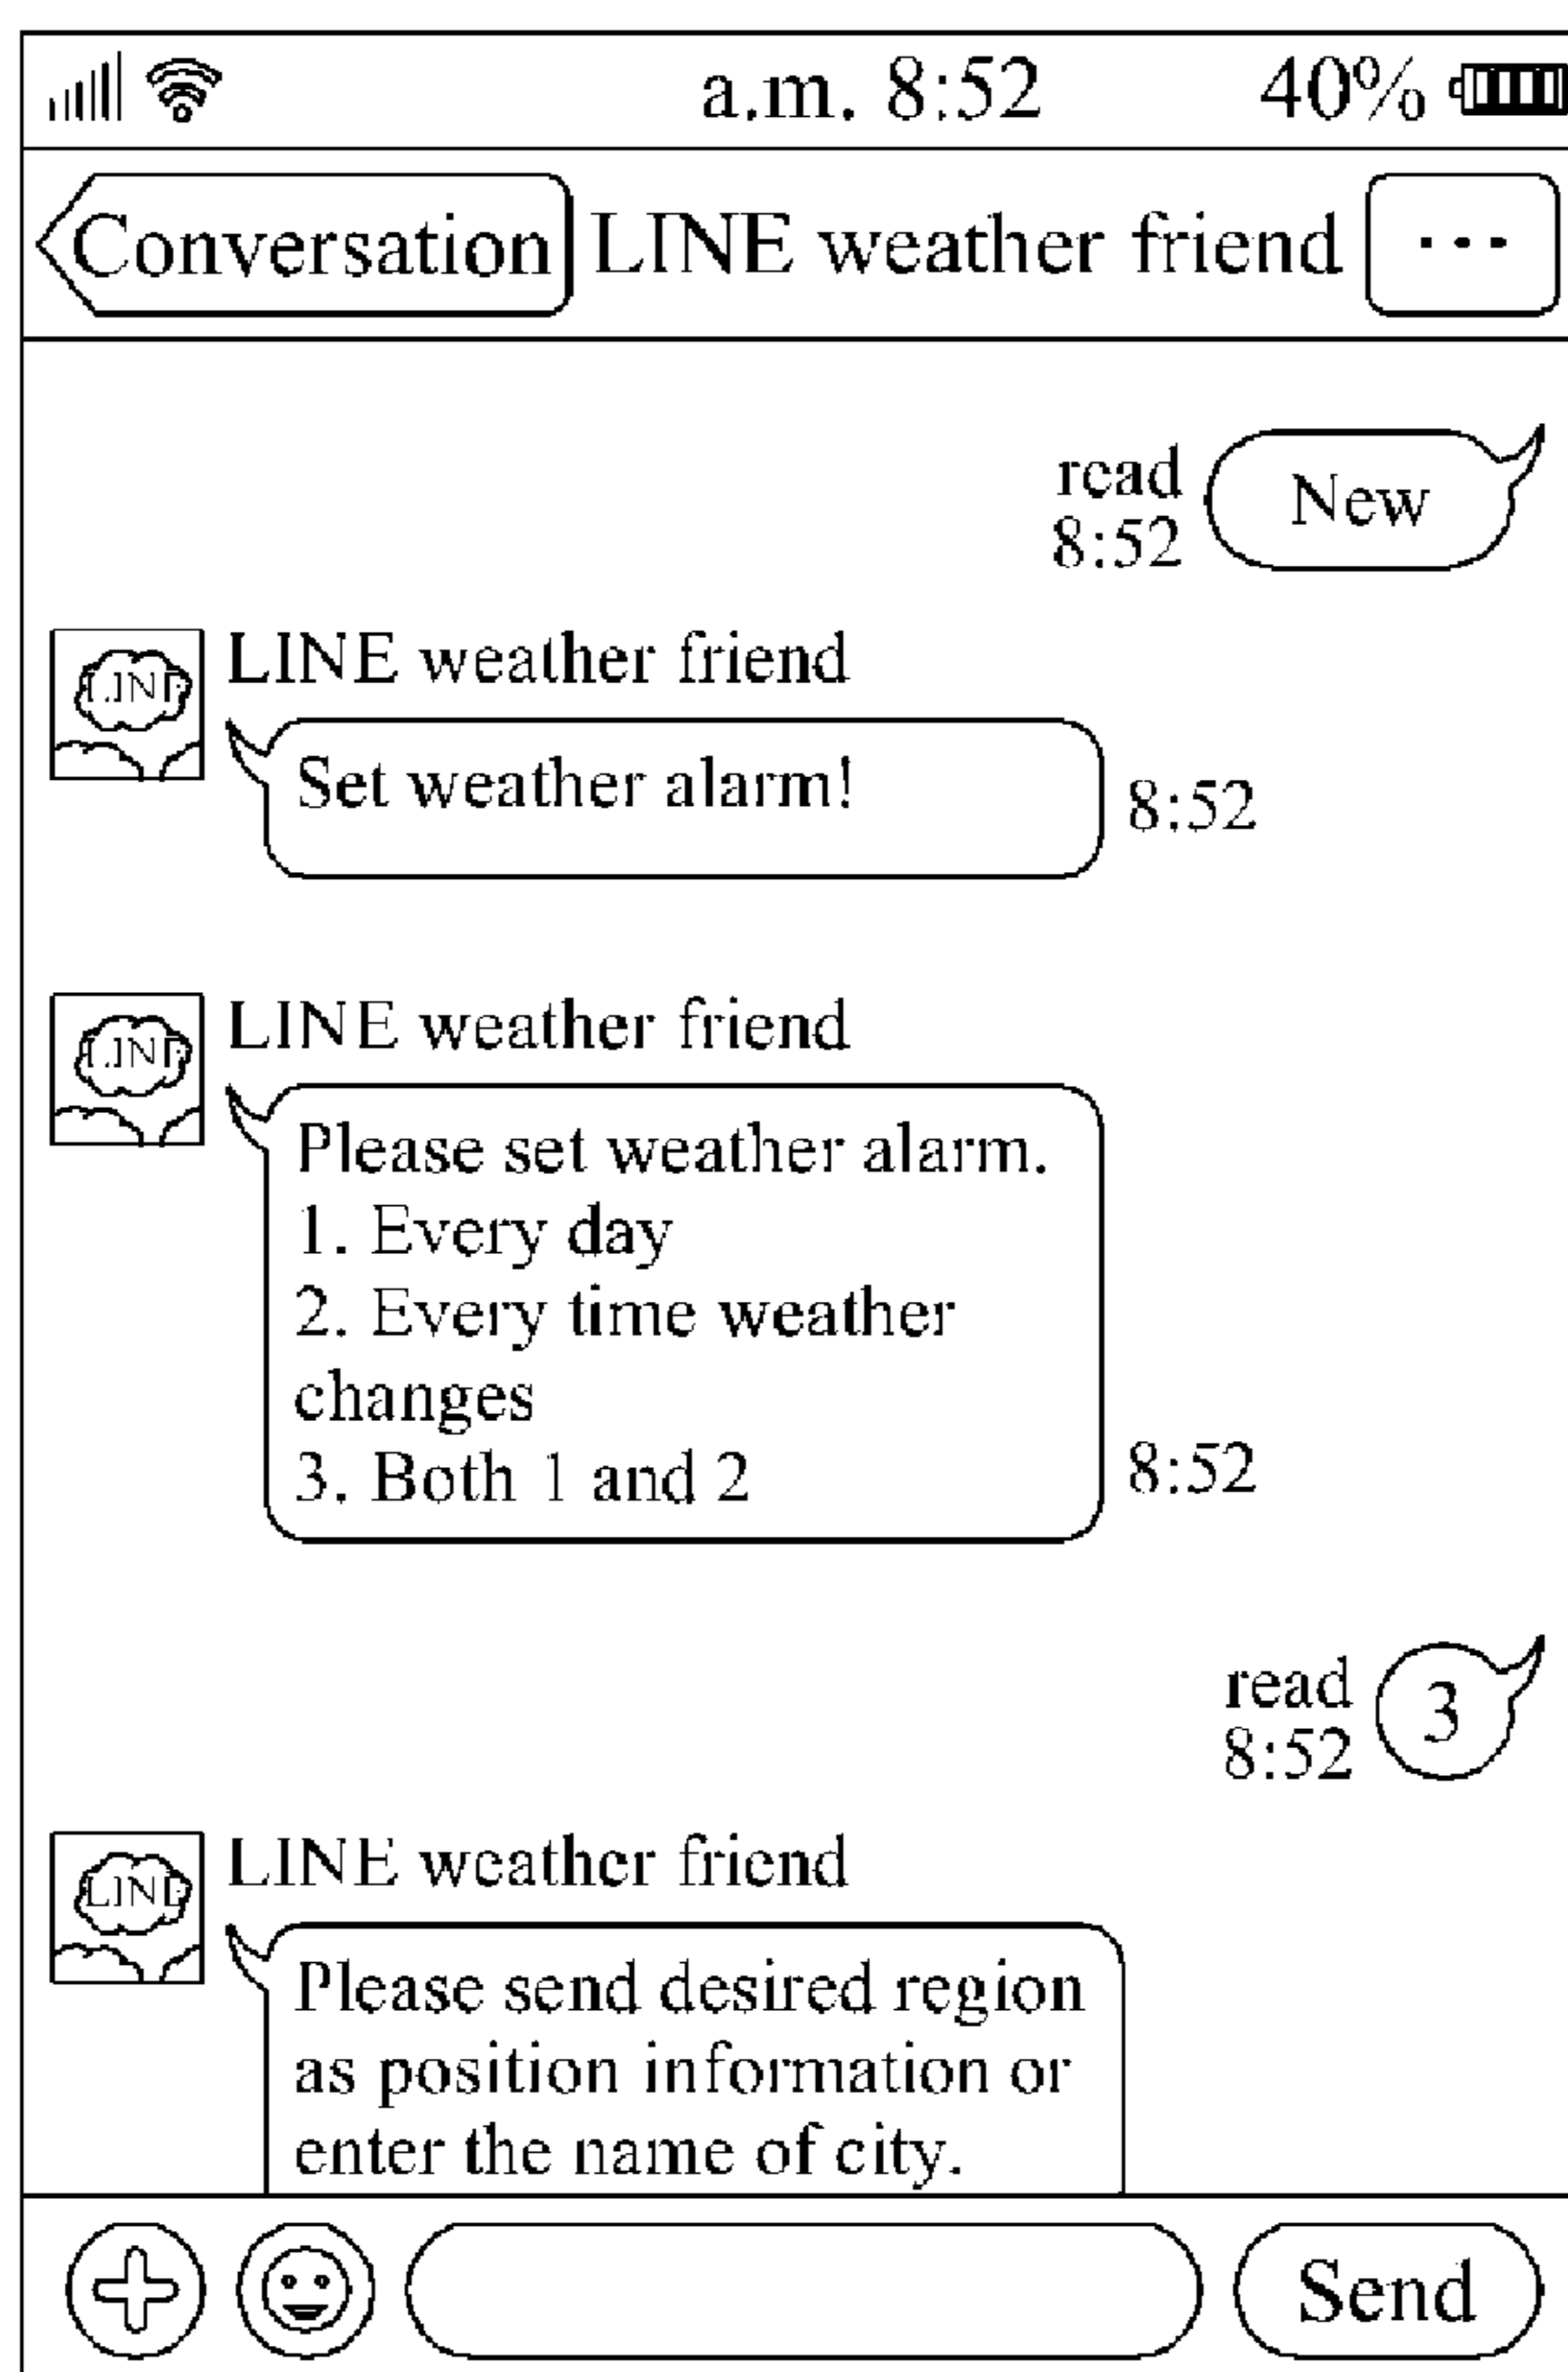 a.m. 8:52 40%
Conversation LINE weather friend ...
read
8:52
New
LINE
LINE weather friend
Set weather alarm!
8:52
LINE
LINE weather friend
Please set weather alarm.
1. Every day
2. Every time weather
changes
3. Both 1 and 2
8:52
read
8:52
3
LINE
LINE weather friend
Please send desired region
as position information or
enter the name of city.
Send